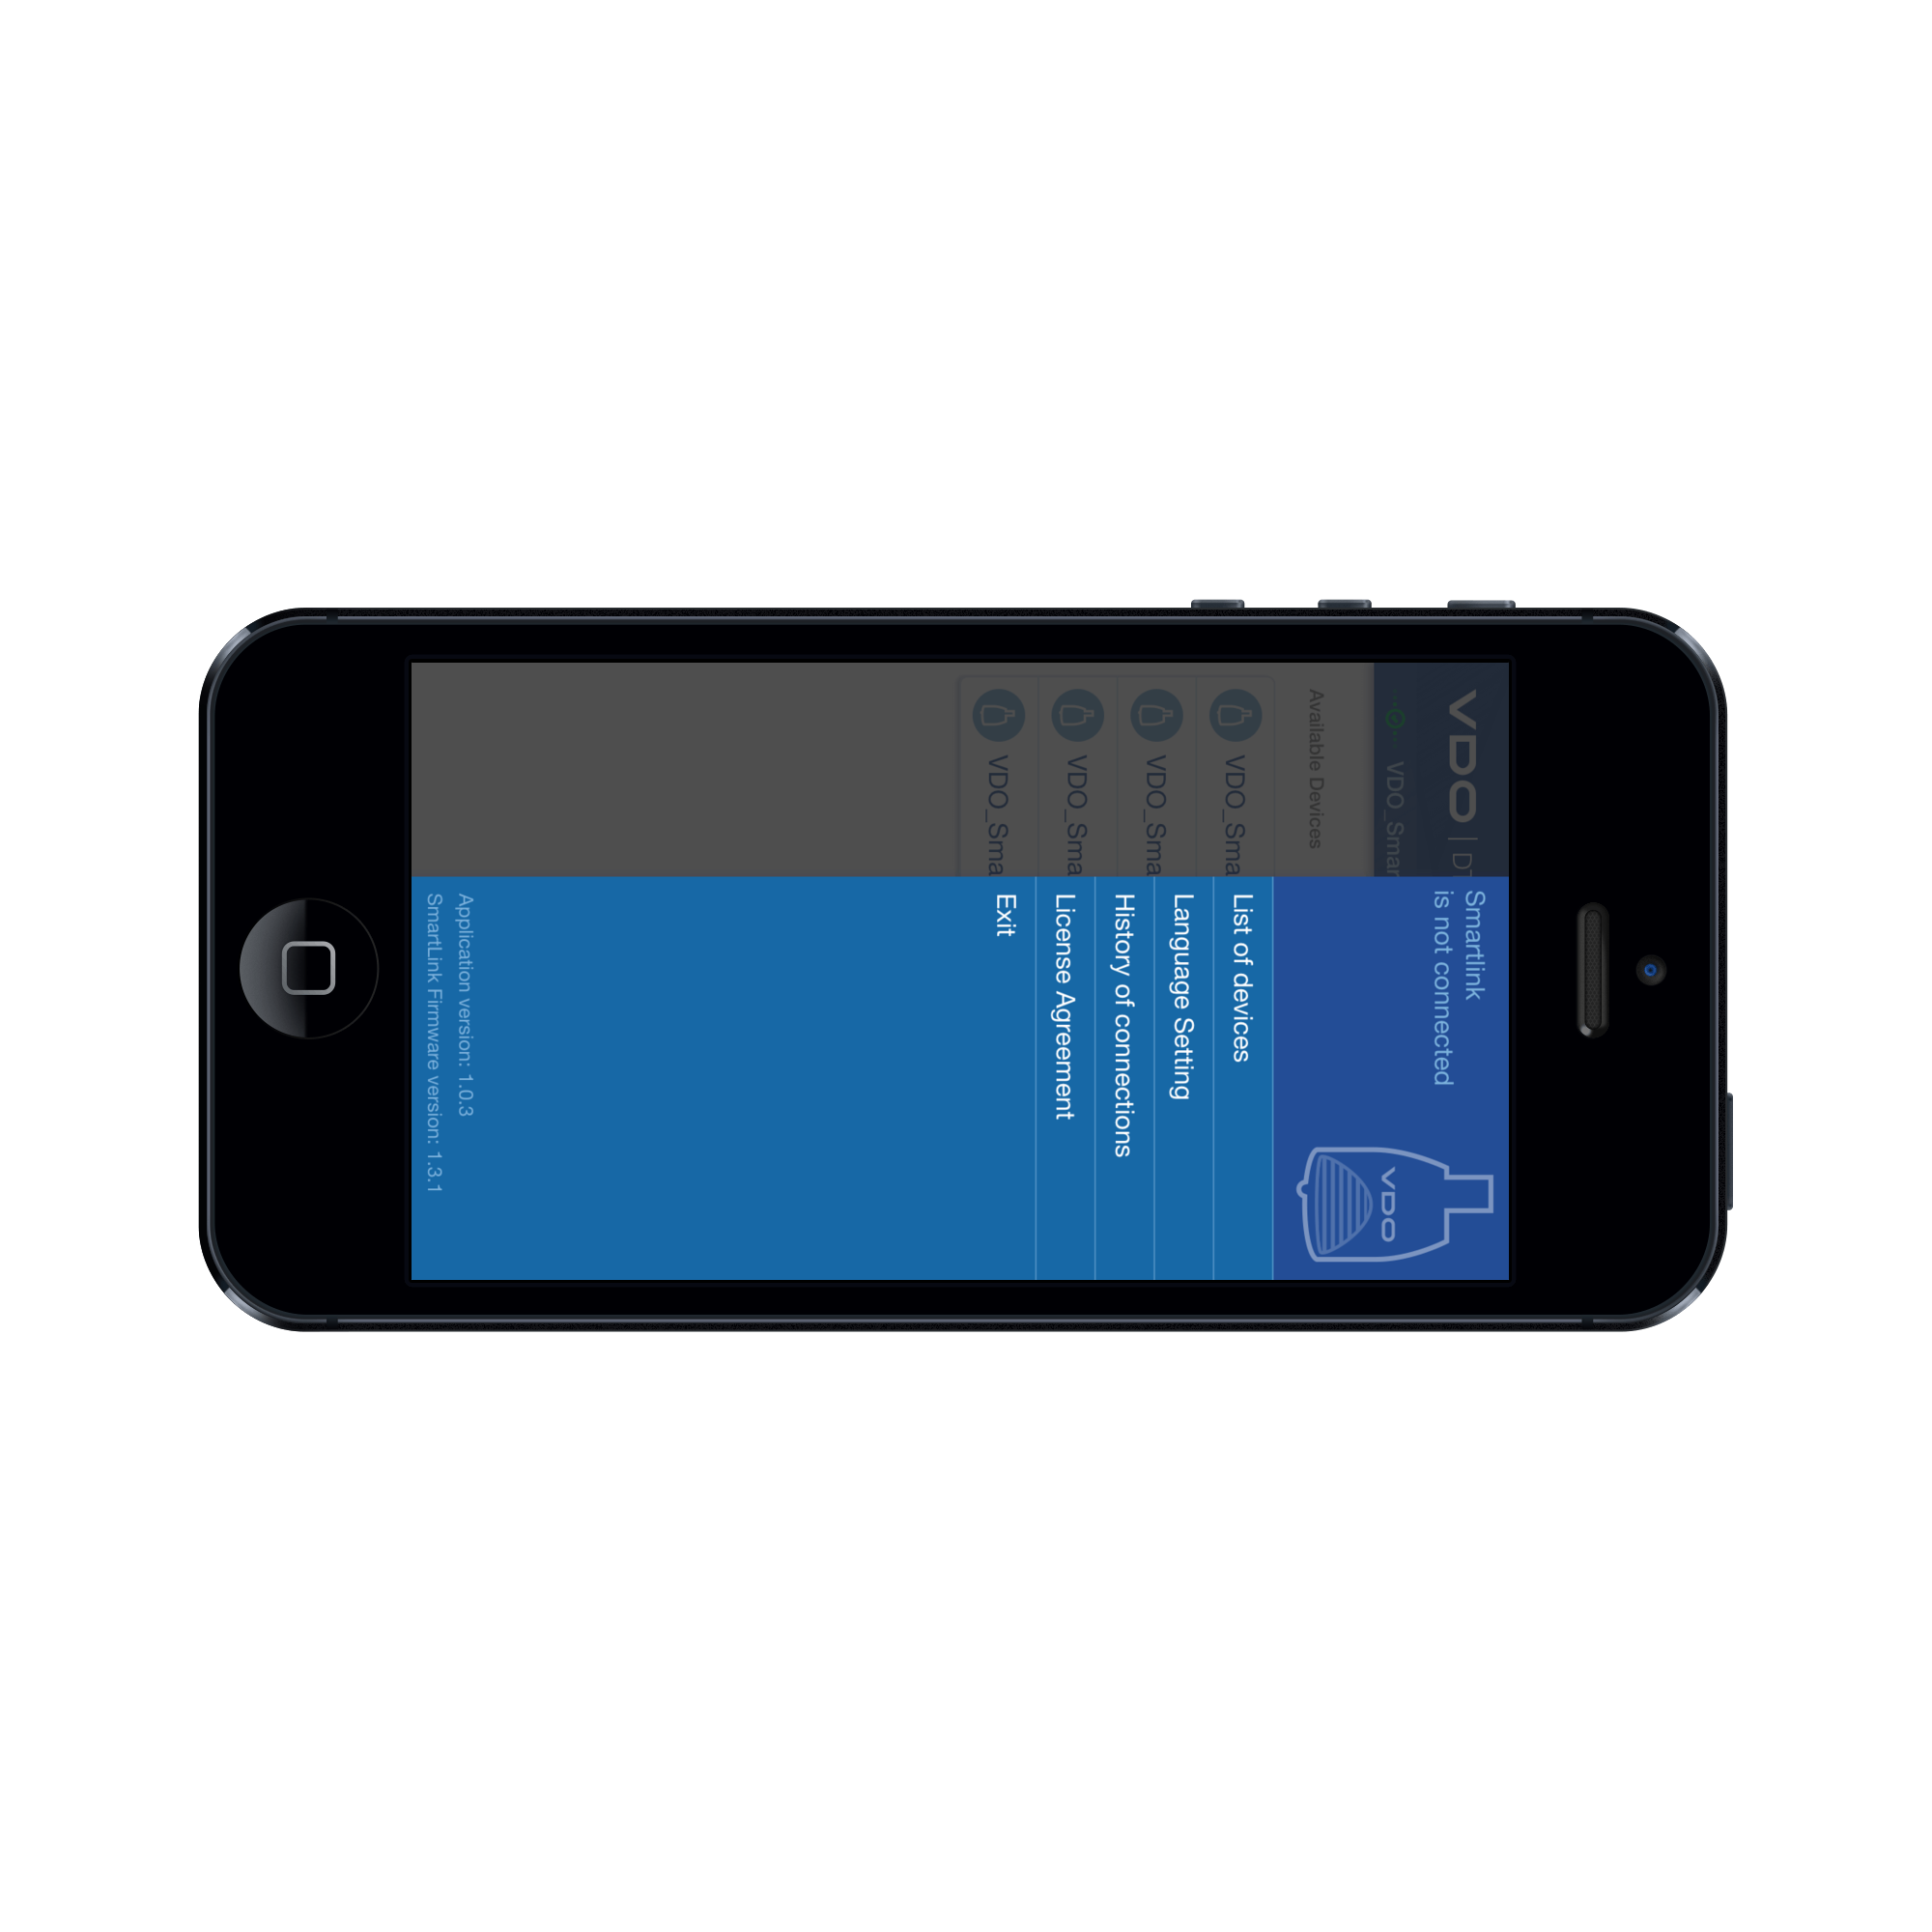 VDO | DT
VDO_Smar
Available Devices
VDO_Sma
VDO_Sma
VDO_Sma
VDO_Sma
Smartlink
is not connected
VDO
List of devices
Language Setting
History of connections
License Agreement
Exit
Application version: 1.0.3
SmartLink Firmware version: 1.3.1